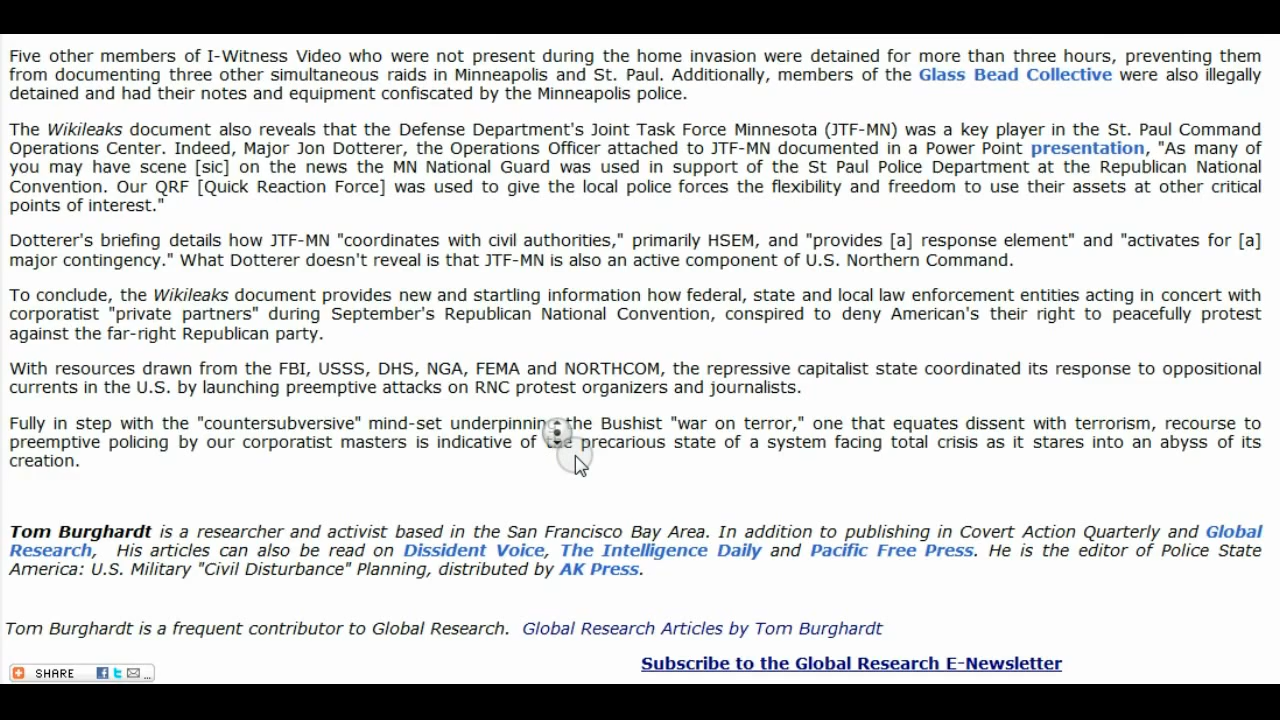 Five other members of I-Witness Video who were not present during the home invasion were detained for more than three hours, preventing them
from documenting three other simultaneous raids in Minneapolis and St. Paul. Additionally, members of the Glass Bead Collective were also illegally
detained and had their notes and equipment confiscated by the Minneapolis police.
The Wikileaks document also reveals that the Defense Department's Joint Task Force Minnesota (JTF-MN) was a key player in the St. Paul Command
Operations Center. Indeed, Major Jon Dotterer, the Operations Officer attached to JTF-MN documented in a Power Point presentation, "As many of
you may have scene [sic] on the news the MN National Guard was used in support of the St Paul Police Department at the Republican National
Convention. Our QRF [Quick Reaction Force] was used to give the local police forces the flexibility and freedom to use their assets at other critical
points of interest."
Dotterer's briefing details how JTF-MN "coordinates with civil authorities," primarily HSEM, and "provides [a] response element" and "activates for [a]
major contingency." What Dotterer doesn't reveal is that JTF-MN is also an active component of U.S. Northern Command.
To conclude, the Wikileaks document provides new and startling information how federal, state and local law enforcement entities acting in concert with
corporatist "private partners" during September's Republican National Convention, conspired to deny American's their right to peacefully protest
against the far-right Republican party.
With resources drawn from the FBI, USSS, DHS, NGA, FEMA and NORTHCOM, the repressive capitalist state coordinated its response to oppositional
currents in the U.S. by launching preemptive attacks on RNC protest organizers and journalists.
Fully in step with the "countersubversive" mind-set underpinning the Bushist "war on terror," one that equates dissent with terrorism, recourse to
preemptive policing by our corporatist masters is indicative of the precarious state of a system facing total crisis as it stares into an abyss of its
creation.
Tom Burghardt is a researcher and activist based in the San Francisco Bay Area. In addition to publishing in Covert Action Quarterly and Global
Research, His articles can also be read on Dissident Voice, The Intelligence Daily and Pacific Free Press. He is the editor of Police State
America: U.S. Military "Civil Disturbance" Planning, distributed by AK Press.
Tom Burghardt is a frequent contributor to Global Research. Global Research Articles by Tom Burghardt
Subscribe to the Global Research E-Newsletter
SHARE ...